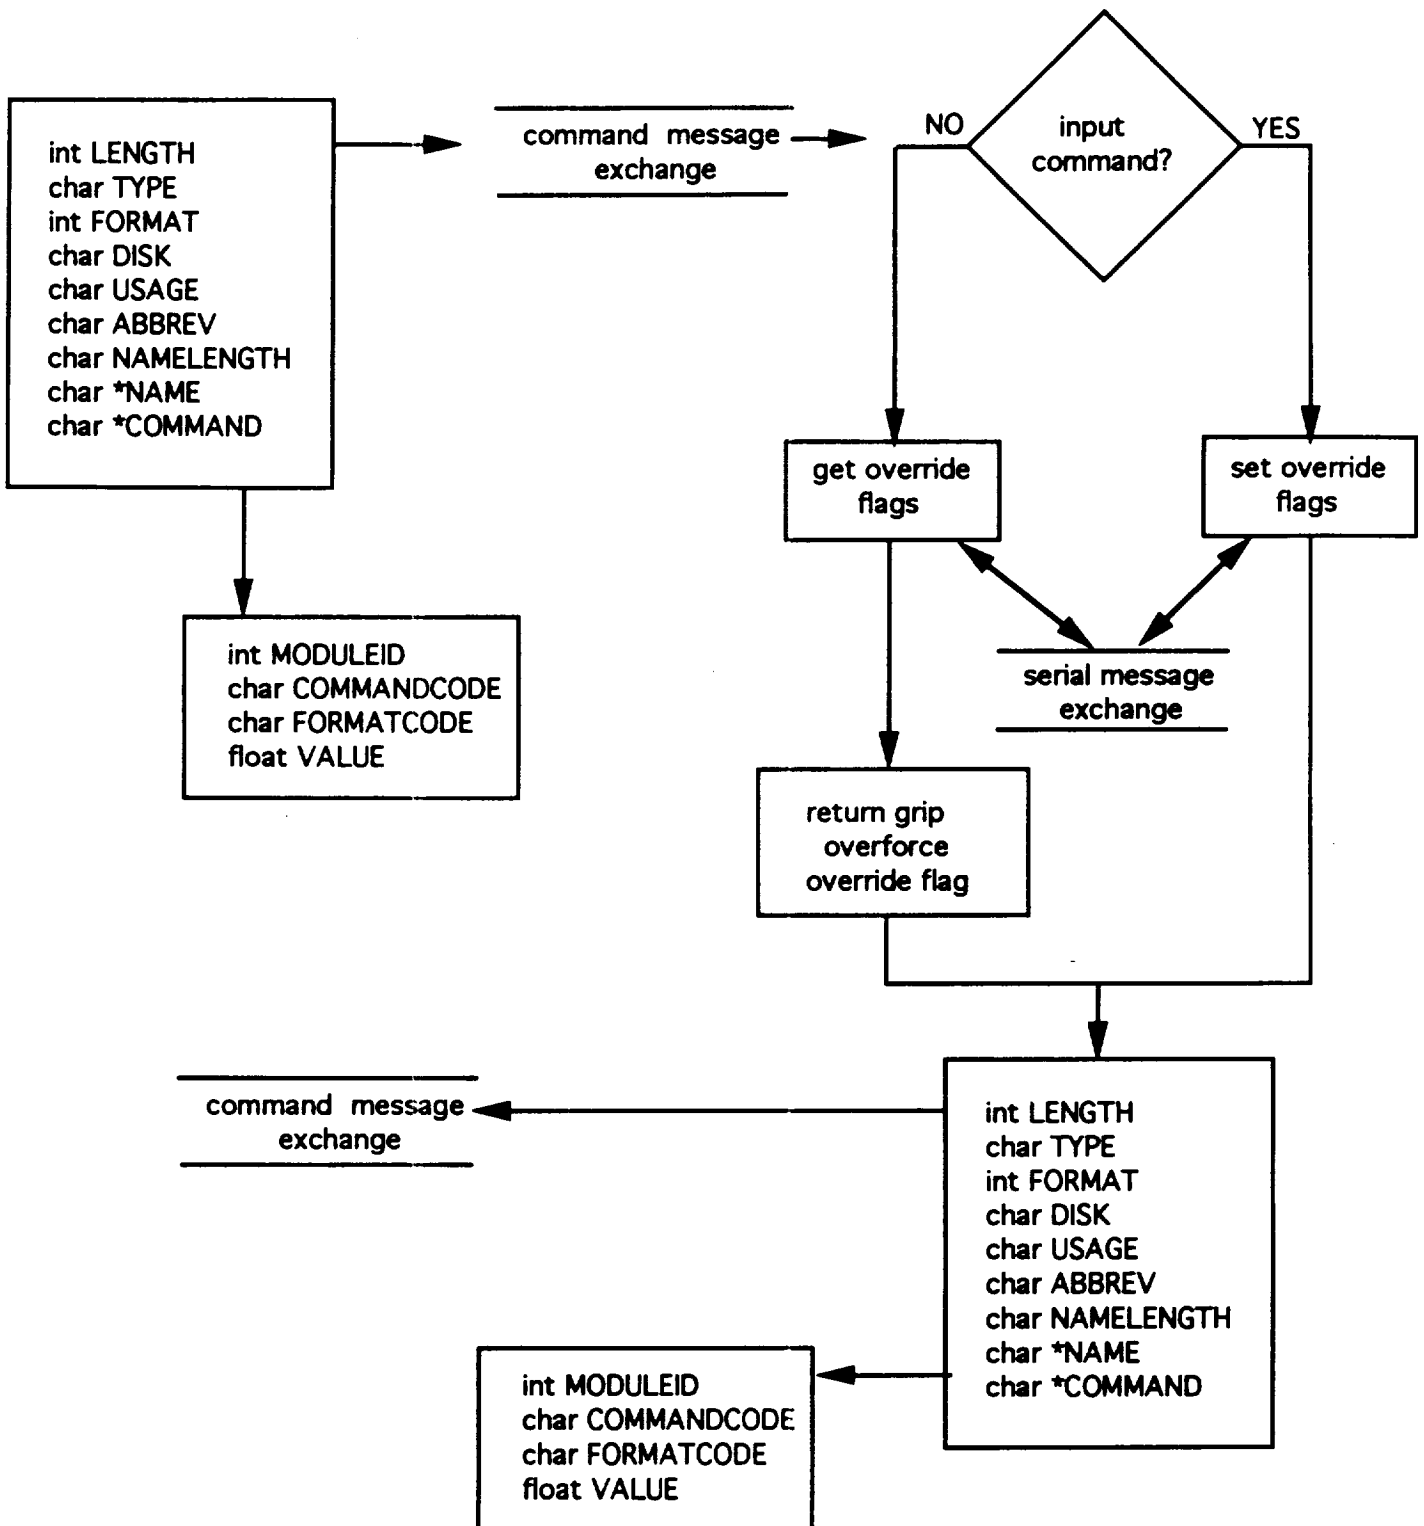 int LENGTH
char TYPE
int FORMAT
char DISK
char USAGE
char ABBREV
char NAMELENGTH
char *NAME
char *COMMAND
command message
exchange
NO
input
command?
YES
get override
flags
set override
flags
int MODULEID
char COMMANDCODE
char FORMATCODE
float VALUE
serial message
exchange
return grip
overforce
override flag
command message
exchange
int LENGTH
char TYPE
int FORMAT
char DISK
char USAGE
char ABBREV
char NAMELENGTH
char *NAME
char *COMMAND
int MODULEID
char COMMANDCODE
char FORMATCODE
float VALUE